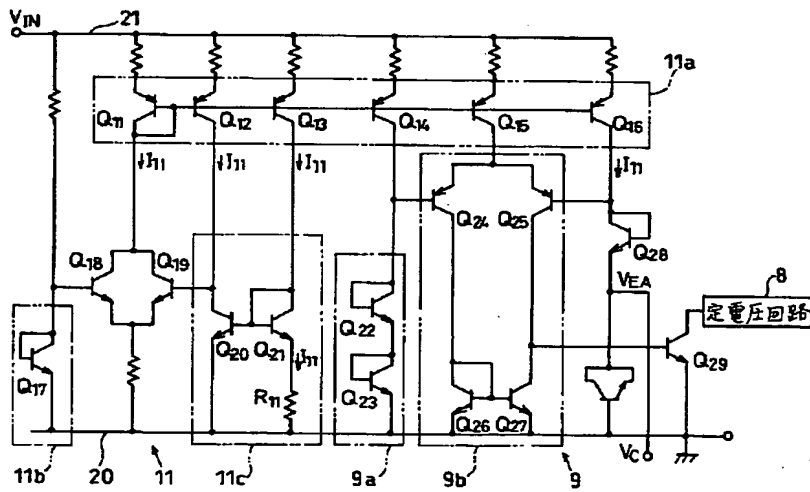 VIN
21
11a
Q11
Q12
Q13
Q14
Q15
Q16
↓I11
↓I11
↓I11
↓I11
Q18
Q19
Q24
Q25
Q28
VEA
8
定電圧回路
Q22
Q20
Q21
↓I11
Q29
Q17
R11
Q23
Q26
Q27
11b
20
11
11c
9a
9b
9
VC